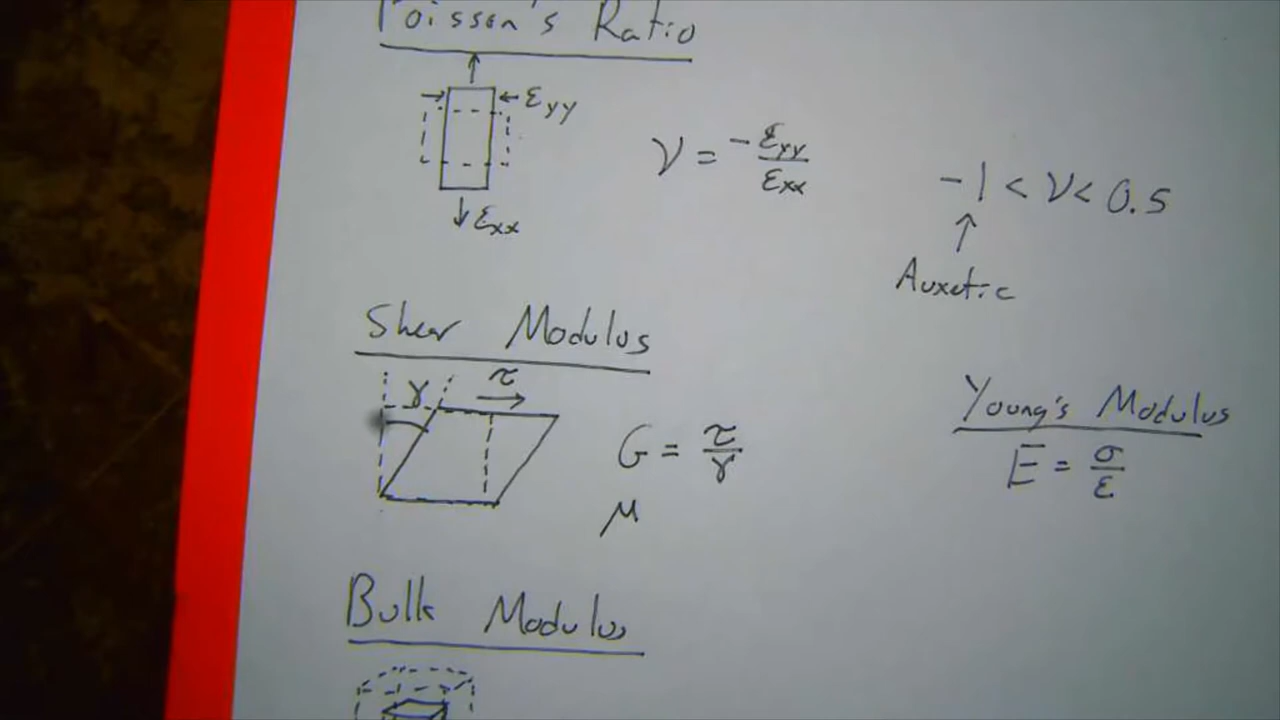 Poisson's Ratio
εyy
ν = -εyy/εxx
-1 < ν < 0.5
εxx
Auxetic
Shear Modulus
γ τ
G = τ/γ
μ
Young's Modulus
E = σ/ε
Bulk Modulus